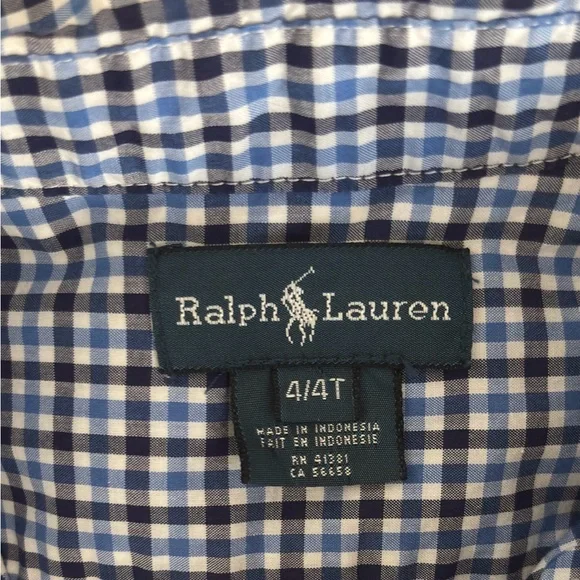 Ralph Lauren
4/4T
MADE IN INDONESIA
FAIT EN INDONESIE
RN 41381
CA 56658